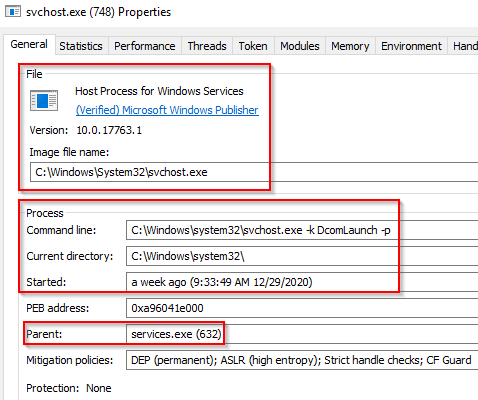 svchost.exe (748) Properties
General Statistics Performance Threads Token Modules Memory Environment Hand
File
Host Process for Windows Services
(Verified) Microsoft Windows Publisher
Version: 10.0.17763.1
Image file name:
C:\Windows\System32\svchost.exe
Process
Command line: C:\Windows\system32\svchost.exe -k DcomLaunch -p
Current directory: C:\Windows\system32\
Started: a week ago (9:33:49 AM 12/29/2020)
PEB address: 0xa96041e000
Parent: services.exe (632)
Mitigation policies: DEP (permanent); ASLR (high entropy); Strict handle checks; CF Guard
Protection: None